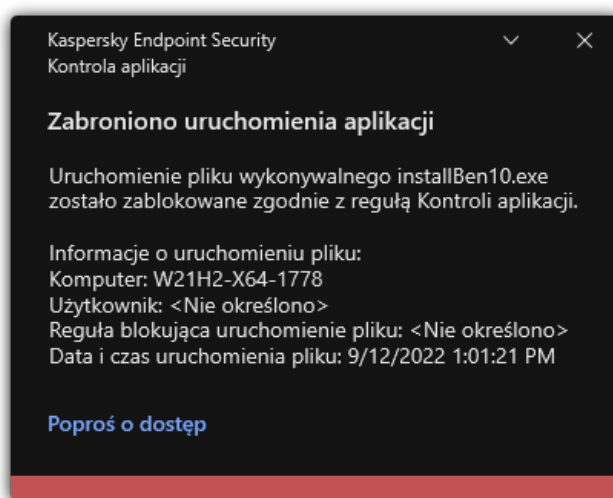 Kaspersky Endpoint Security
Kontrola aplikacji
Zabroniono uruchomienia aplikacji
Uruchomienie pliku wykonywalnego installBen10.exe
zostało zablokowane zgodnie z regułą Kontroli aplikacji.
Informacje o uruchomieniu pliku:
Komputer: W21H2-X64-1778
Użytkownik: <Nie określono>
Reguła blokująca uruchomienie pliku: <Nie określono>
Data i czas uruchomienia pliku: 9/12/2022 1:01:21 PM
Poproś o dostęp